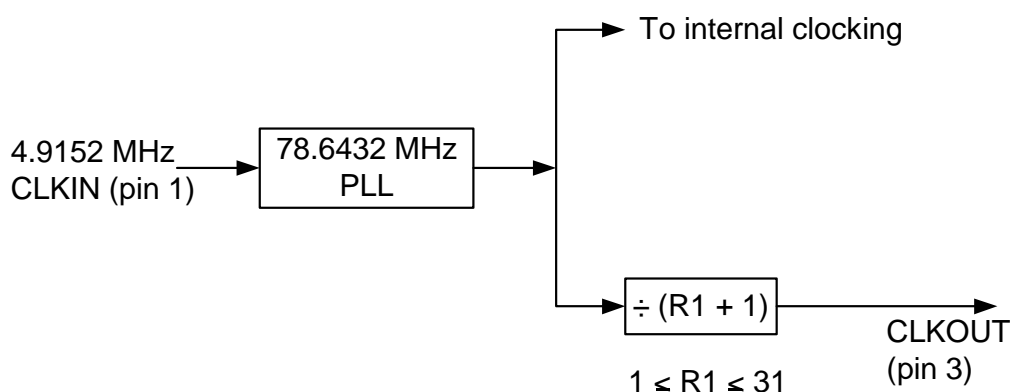 To internal clocking
4.9152 MHz
CLKIN (pin 1)
78.6432 MHz
PLL
÷ (R1 + 1)
CLKOUT
(pin 3)
1 ≤ R1 ≤ 31